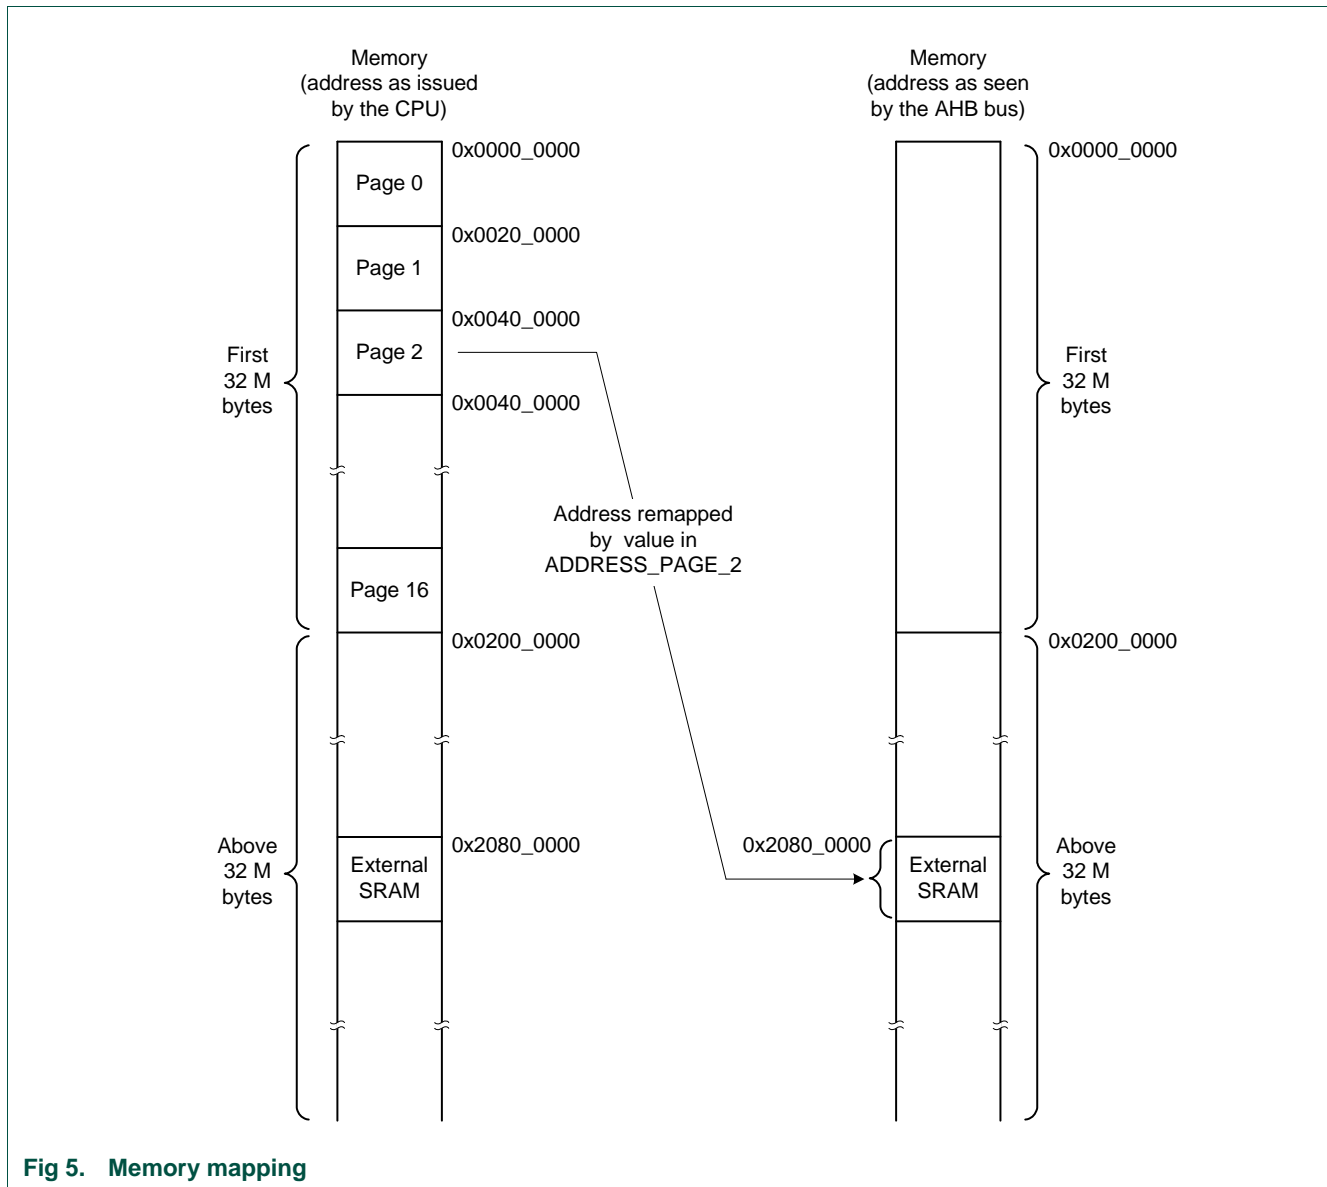 Memory
(address as issued
by the CPU)
Memory
(address as seen
by the AHB bus)
0x0000_0000
0x0000_0000
Page 0
0x0020_0000
Page 1
0x0040_0000
Page 2
0x0040_0000
First
32 M
bytes
First
32 M
bytes
Address remapped
by value in
ADDRESS_PAGE_2
Page 16
0x0200_0000
0x0200_0000
0x2080_0000
0x2080_0000
External
SRAM
External
SRAM
Above
32 M
bytes
Above
32 M
bytes
Fig 5. Memory mapping